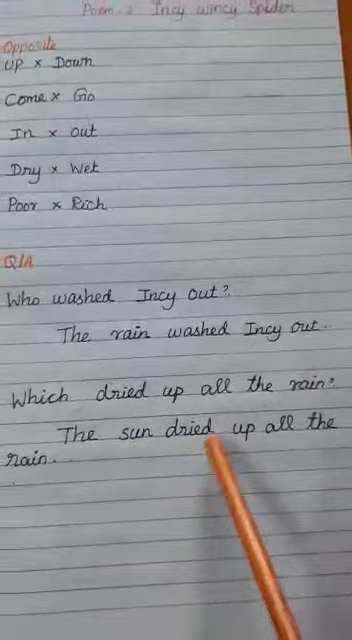 Poem-2 Incy Wincy Spider
Opposite
Up x Down
Come x Go
In x out
Dry x Wet
Poor x Rich
Q/A
Who washed Incy out?
The rain washed Incy out.
Which dried up all the rain?
The sun dried up all the
rain.